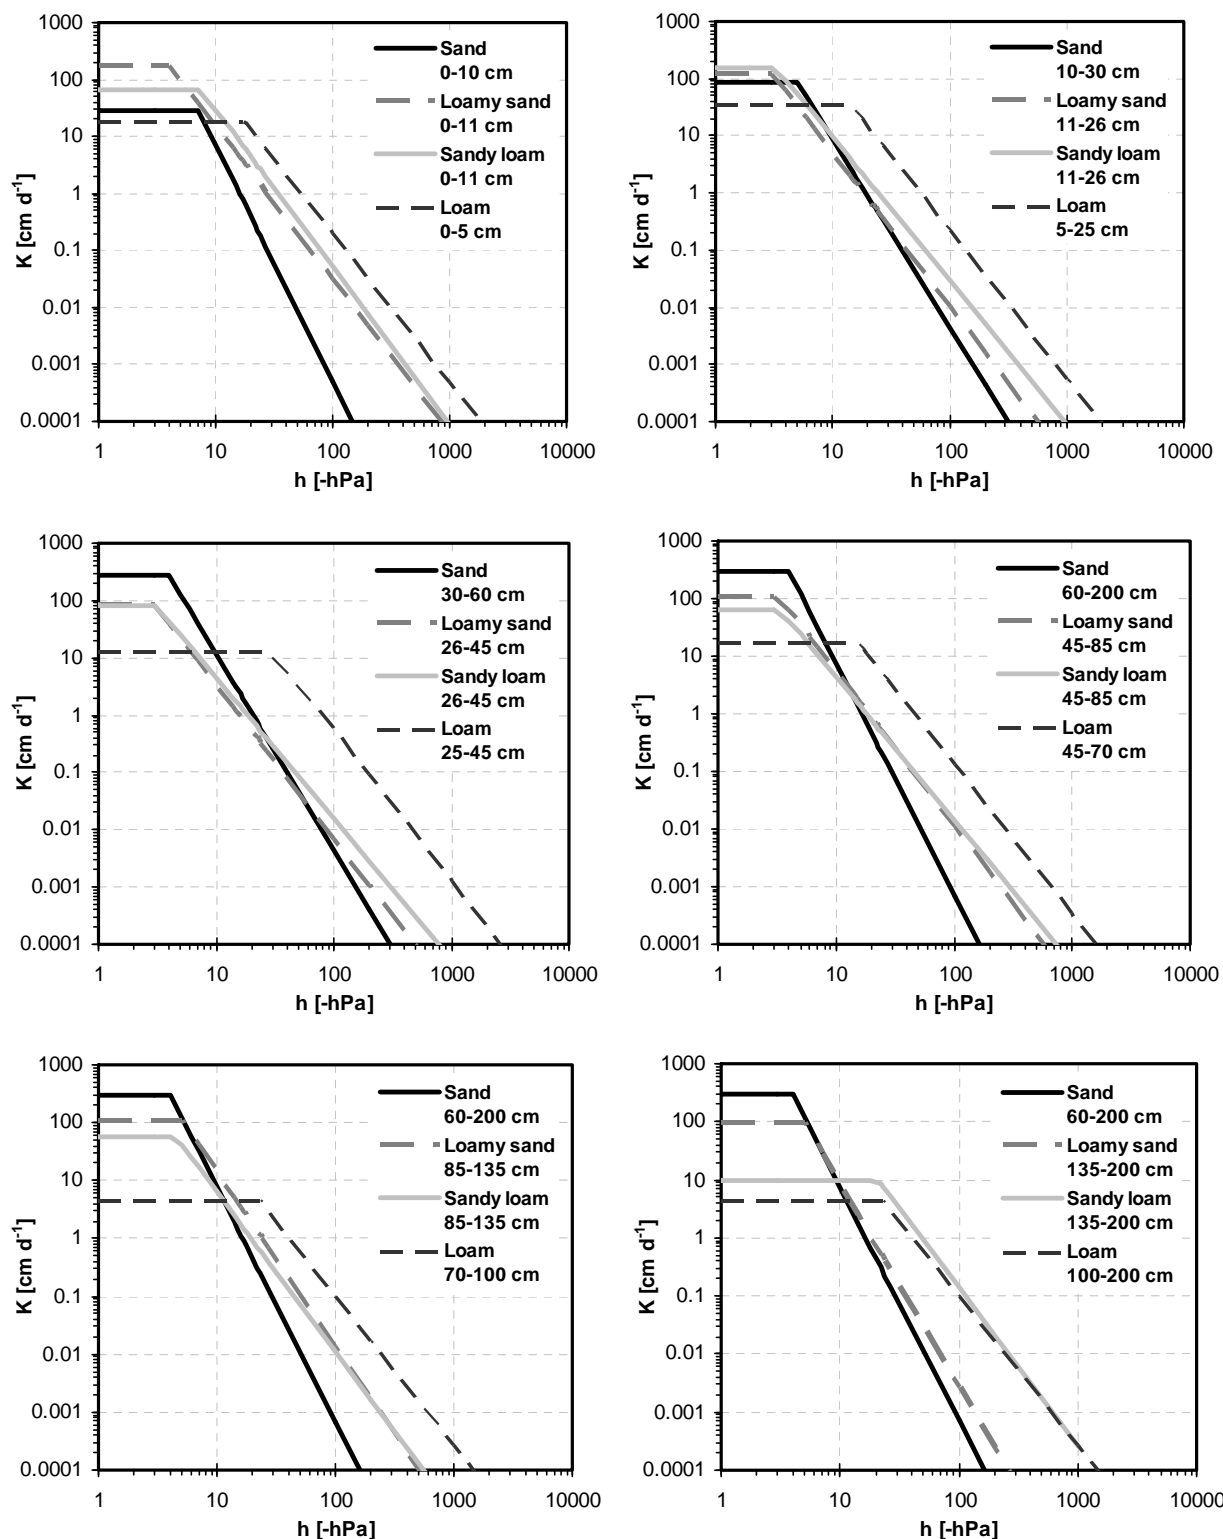 1000
100
10
1
0.1
0.01
0.001
0.0001
K [cm d-1]
1 10 100 1000 10000
h [-hPa]
Sand
0-10 cm
Loamy sand
0-11 cm
Sandy loam
0-11 cm
Loam
0-5 cm
1000
100
10
1
0.1
0.01
0.001
0.0001
K [cm d-1]
1 10 100 1000 10000
h [-hPa]
Sand
10-30 cm
Loamy sand
11-26 cm
Sandy loam
11-26 cm
Loam
5-25 cm
1000
100
10
1
0.1
0.01
0.001
0.0001
K [cm d-1]
1 10 100 1000 10000
h [-hPa]
Sand
30-60 cm
Loamy sand
26-45 cm
Sandy loam
26-45 cm
Loam
25-45 cm
1000
100
10
1
0.1
0.01
0.001
0.0001
K [cm d-1]
1 10 100 1000 10000
h [-hPa]
Sand
60-200 cm
Loamy sand
45-85 cm
Sandy loam
45-85 cm
Loam
45-70 cm
1000
100
10
1
0.1
0.01
0.001
0.0001
K [cm d-1]
1 10 100 1000 10000
h [-hPa]
Sand
60-200 cm
Loamy sand
85-135 cm
Sandy loam
85-135 cm
Loam
70-100 cm
1000
100
10
1
0.1
0.01
0.001
0.0001
K [cm d-1]
1 10 100 1000 10000
h [-hPa]
Sand
60-200 cm
Loamy sand
135-200 cm
Sandy loam
135-200 cm
Loam
100-200 cm